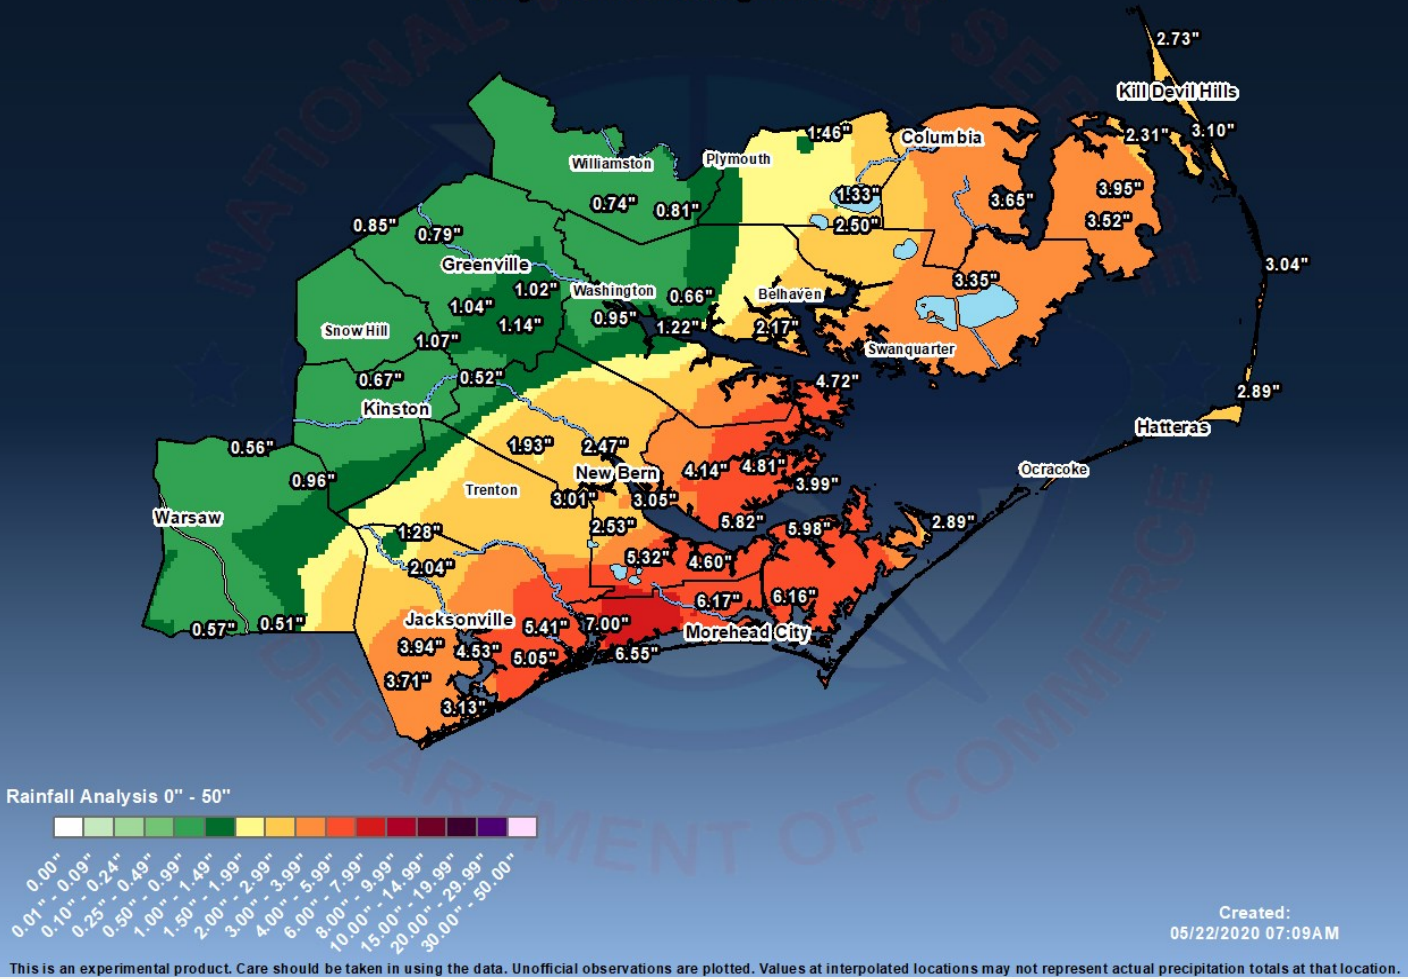 NATIONAL WEATHER SERVICE
2.73"
Kill Devil Hills
1.46"
Columbia
2.31"
3.10"
Williamston
Plymouth
0.74"
0.81"
1.33"
3.65"
3.95"
0.85"
0.79"
2.50"
3.52"
Greenville
3.04"
1.02"
Washington
0.66"
Belhaven
3.35"
1.04"
Snow Hill
1.14"
0.95"
1.22"
2.17"
1.07"
Swanquarter
0.67"
0.52"
4.72"
2.89"
Kinston
Hatteras
0.56"
1.93"
2.47"
0.96"
New Bern
4.14"
4.81"
Ocracoke
Trenton
3.01"
3.05"
3.99"
Warsaw
1.28"
2.53"
5.82"
5.98"
2.89"
2.04"
5.32"
4.60"
0.57"
0.51"
Jacksonville
5.41"
7.00"
6.17"
6.16"
Morehead City
3.94"
4.53"
5.05"
6.55"
3.71"
3.13"
DEPARTMENT OF COMMERCE
Rainfall Analysis 0" - 50"
0.00"
0.01" - 0.09"
0.10" - 0.24"
0.25" - 0.49"
0.50" - 0.99"
1.00" - 1.49"
1.50" - 1.99"
2.00" - 2.99"
3.00" - 3.99"
4.00" - 5.99"
6.00" - 7.99"
8.00" - 9.99"
10.00" - 14.99"
15.00" - 19.99"
20.00" - 29.99"
30.00" - 50.00"
Created:
05/22/2020 07:09AM
This is an experimental product. Care should be taken in using the data. Unofficial observations are plotted. Values at interpolated locations may not represent actual precipitation totals at that location.